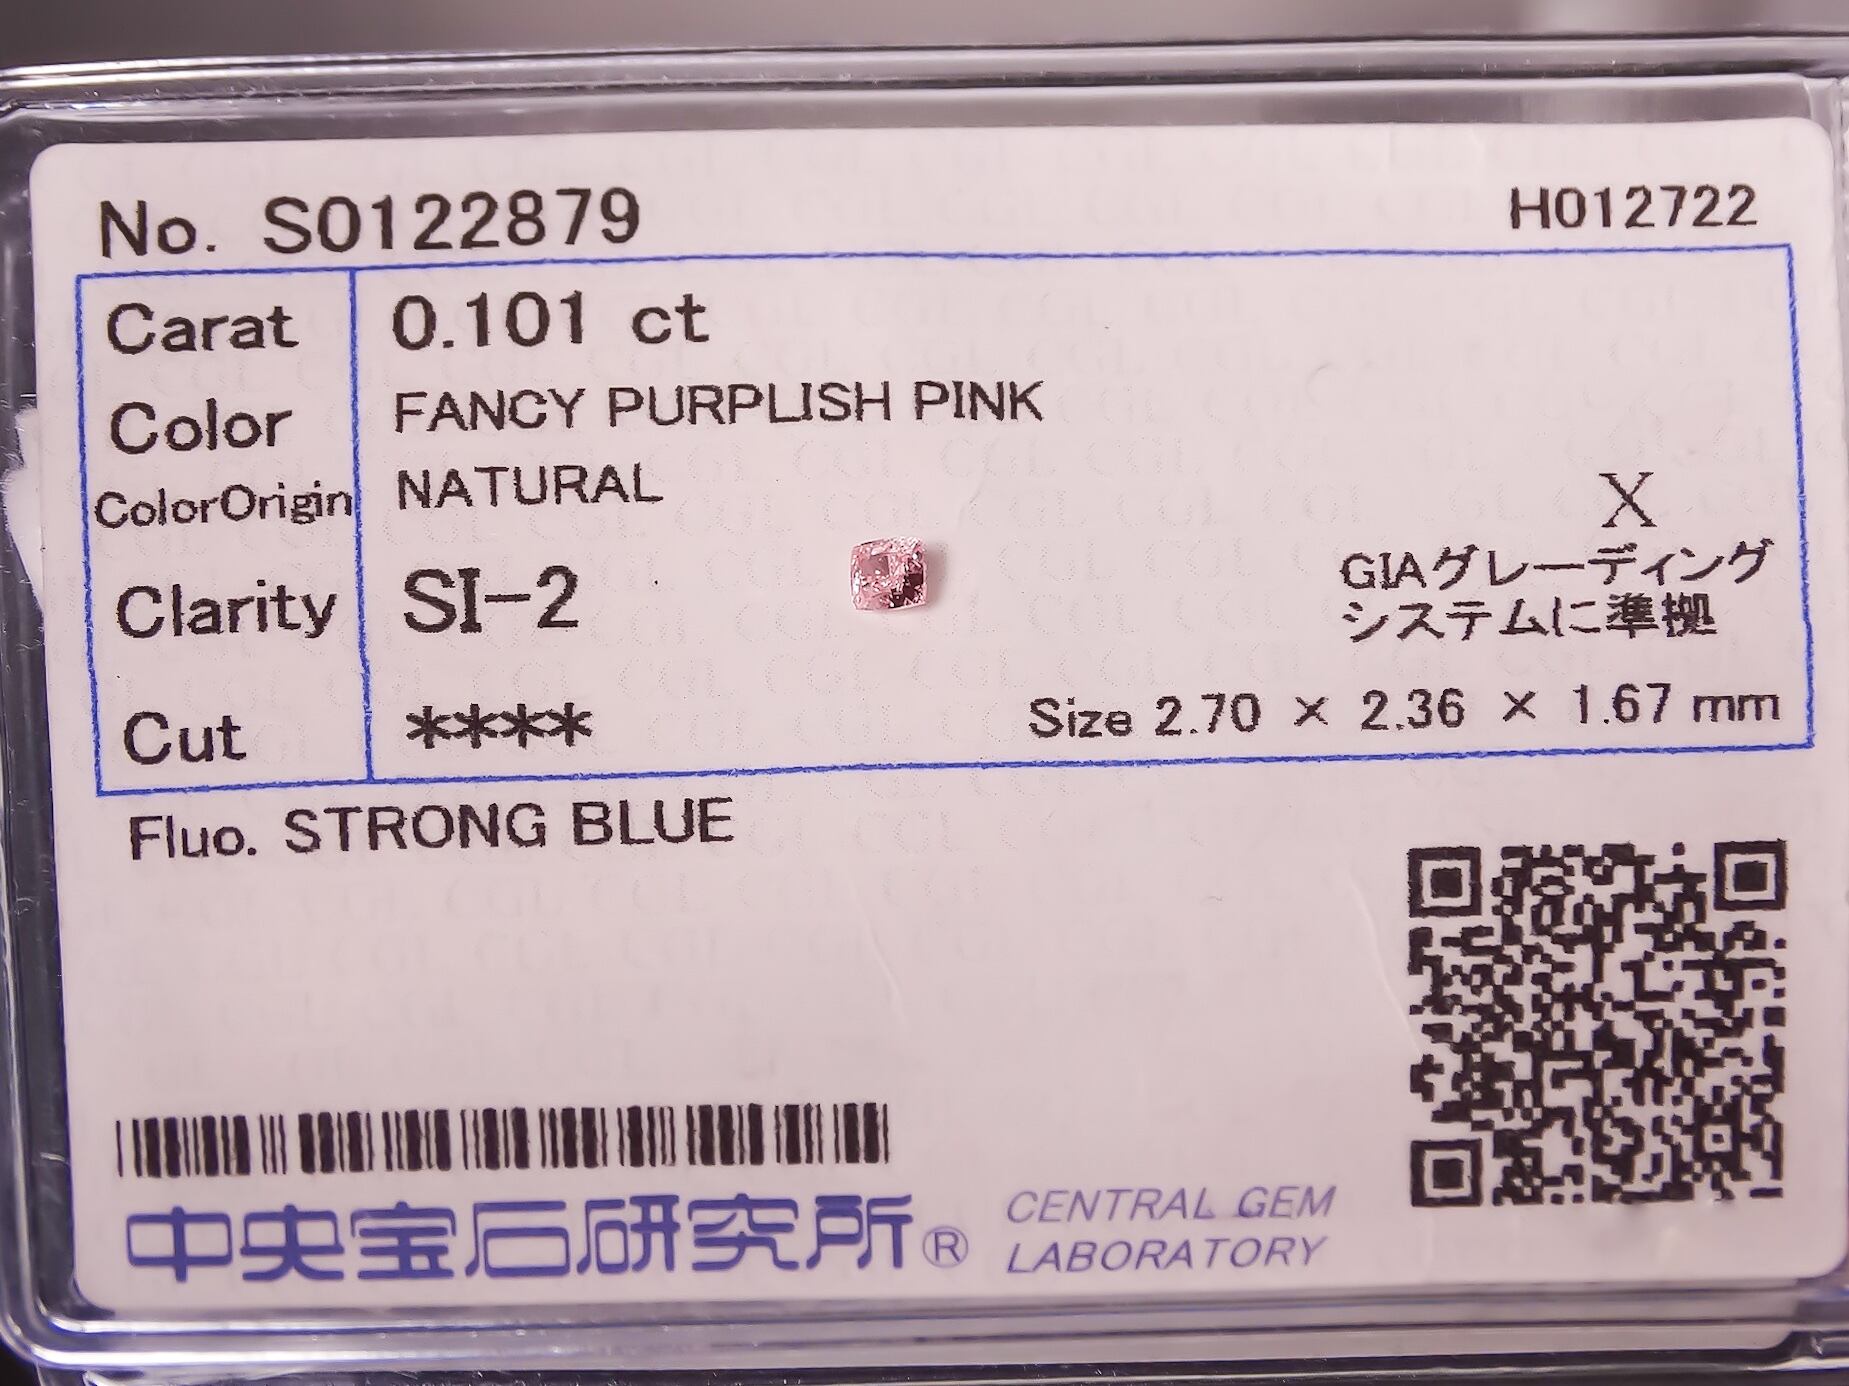 No. S0122879
H012722
Carat 0.101 ct
Color FANCY PURPLISH PINK
ColorOrigin NATURAL
X
GIAグレーディング
システムに準拠
Clarity SI-2
Cut ****
Size 2.70 × 2.36 × 1.67 mm
Fluo. STRONG BLUE
中央宝石研究所®
CENTRAL GEM
LABORATORY